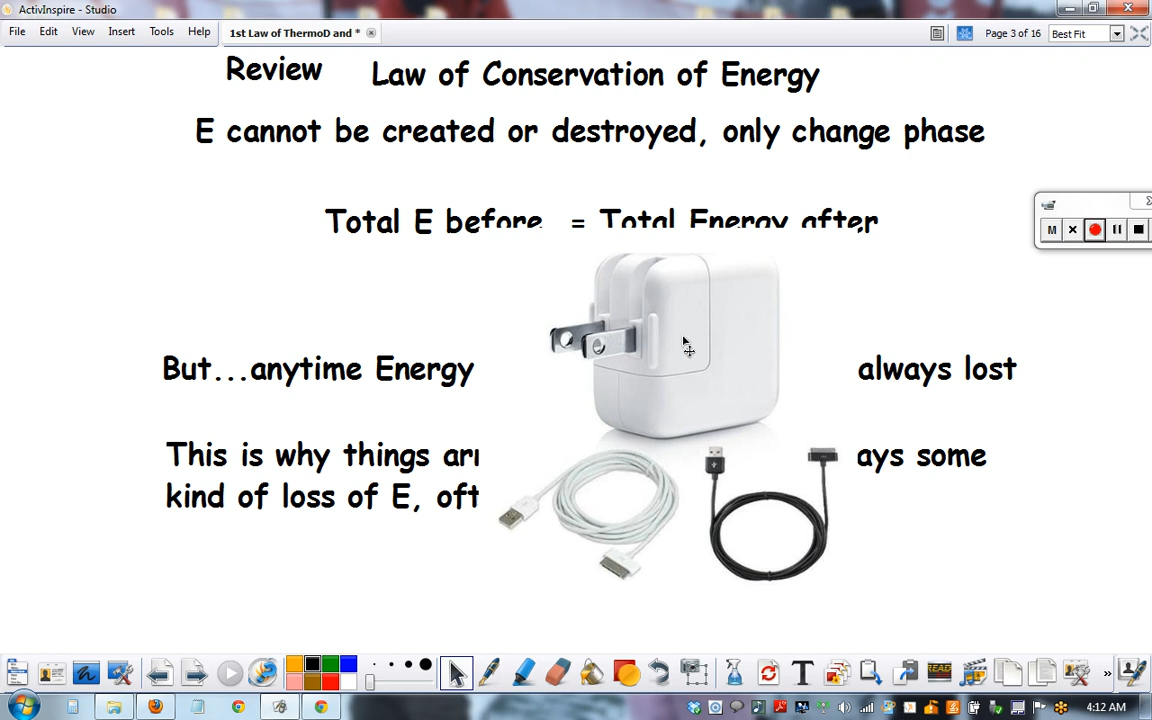 ActivInspire - Studio
File Edit View Insert Tools Help 1st Law of ThermoD and * Page 3 of 16 Best Fit
Review Law of Conservation of Energy
E cannot be created or destroyed, only change phase
Total E before = Total Energy after
M
But...anytime Energy always lost
This is why things ays some
kind of loss of E,
T READ »
4:12 AM